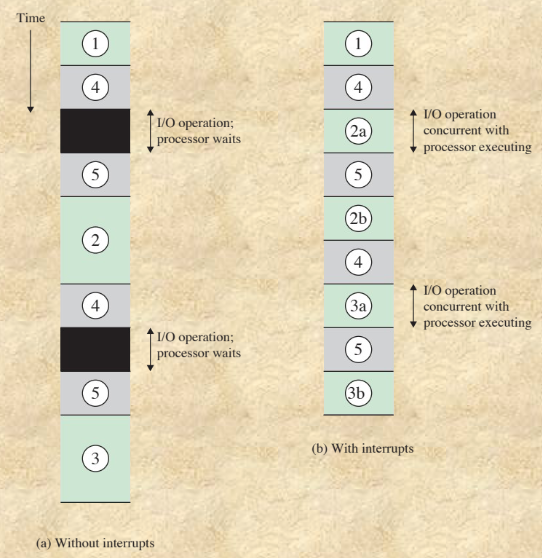 Time
1
4
I/O operation;
processor waits
5
2
4
I/O operation;
processor waits
5
3
(a) Without interrupts
1
4
2a
I/O operation
concurrent with
processor executing
5
2b
4
3a
I/O operation
concurrent with
processor executing
5
3b
(b) With interrupts